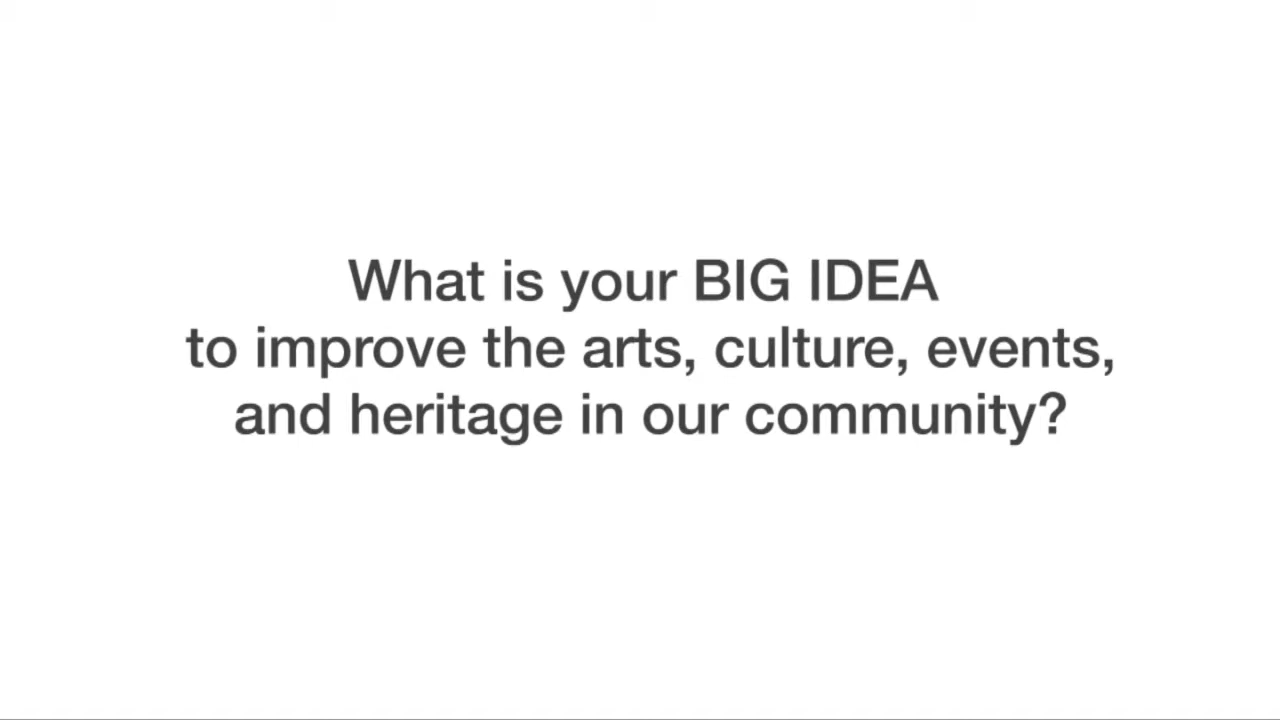 What is your BIG IDEA
to improve the arts, culture, events,
and heritage in our community?